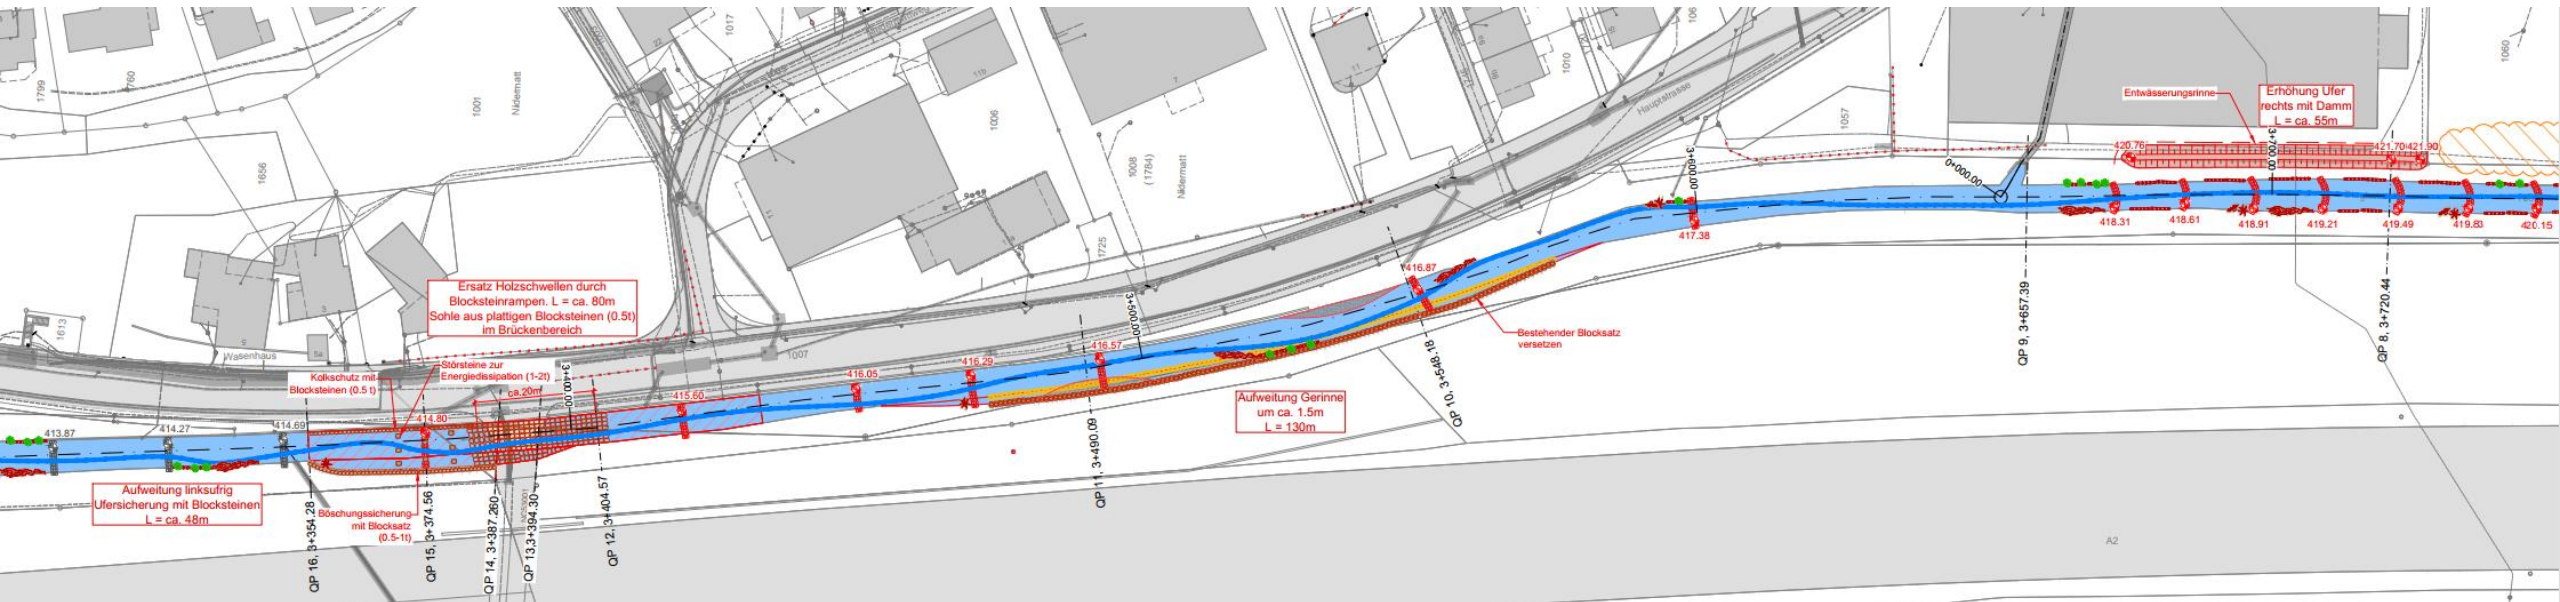 1799
1760
1001
Nidermatt
22
1017
11b
1006
7
1008
(1784)
Nidermatt
11
1010
Hauptstrasse
1057
Entwässerungsrinne
Erhöhung Ufer
rechts mit Damm
L = ca. 55m
1060
1656
11
1725
3+600.00
0+000.00
3+700.00
420.76
421.70
421.90
417.38
418.31
418.61
418.91
419.21
419.49
419.83
420.15
QP 9, 3+657.39
QP 8, 3+720.44
Ersatz Holzschwellen durch
Blocksteinrampen. L = ca. 80m
Sohle aus plattigen Blocksteinen (0.5t)
im Brückenbereich
1613
Wasenhaus
5
5a
3
1007
3+500.00
416.87
416.57
416.29
416.05
415.60
Bestehender Blocksatz
versetzen
Kolkschutz mit
Blocksteinen (0.5 t)
Störsteine zur
Energiedissipation (1-2t)
ca.20m
3+400.00
414.80
414.69
414.27
413.87
Aufweitung Gerinne
um ca. 1.5m
L = 130m
QP 10, 3+548.18
QP 11, 3+490.09
Aufweitung linksufrig
Ufersicherung mit Blocksteinen
L = ca. 48m
Böschungssicherung
mit Blocksatz
(0.5-1t)
QP 16, 3+354.28
QP 15, 3+374.56
QP 14, 3+387.260
QP 13,3+394.30
QP 12, 3+404.57
A2